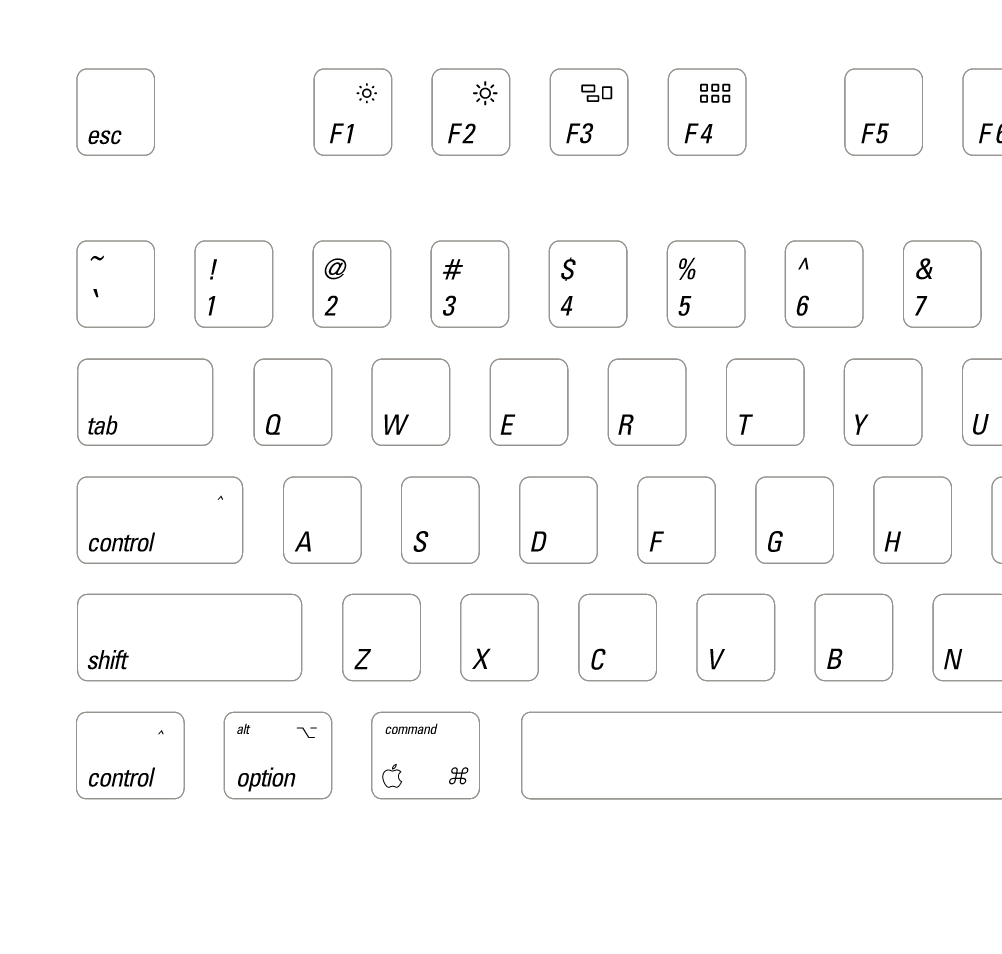 esc F1 F2 F3 F4 F5 F6
~ ! @ # $ % ^ &
` 1 2 3 4 5 6 7
tab Q W E R T Y U
^
control A S D F G H
shift Z X C V B N
^ alt ⌥ command
control option ⌘